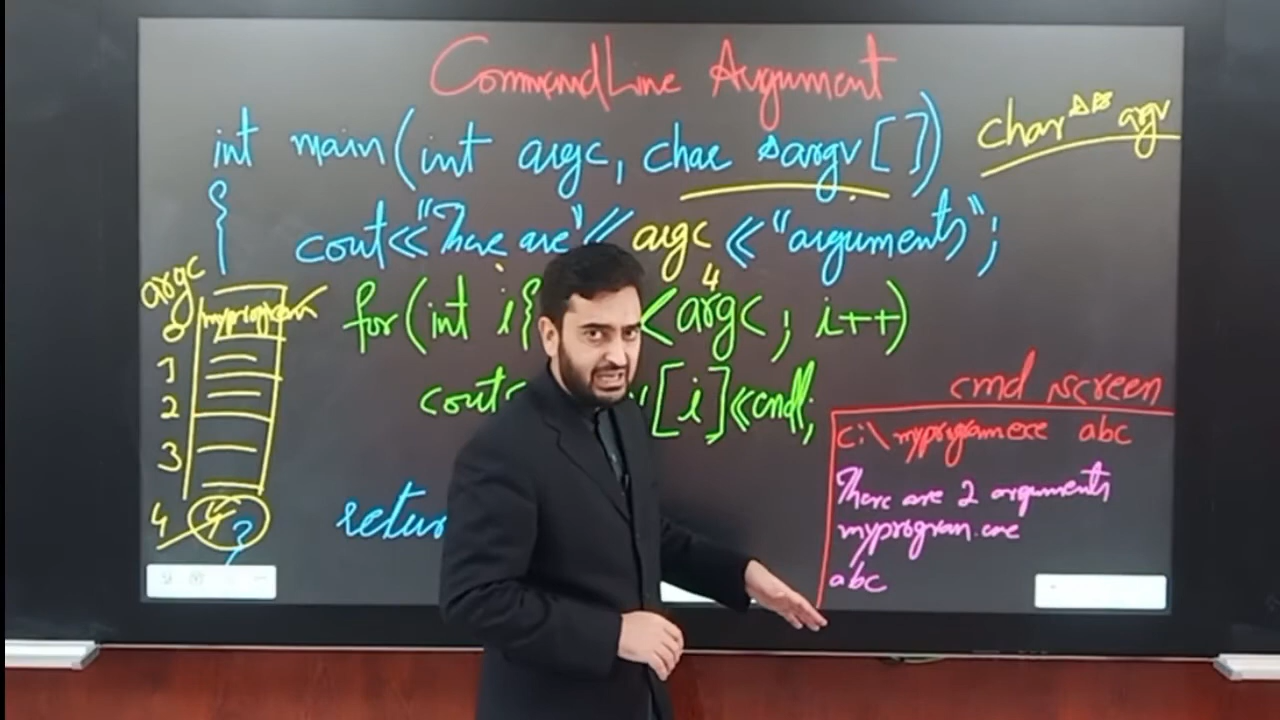 CommandLine Argument
int main(int argc, char *argv[])
char** argv
{
cout<<"There are"<< argc <<"arguments";
4
for(int i{ < argc; i++)
cout< [i]<<endl;
retur
argc
0 myprogram
1
2
3
4
cmd screen
c:\myprogram.exe abc
There are 2 arguments
myprogram.exe
abc